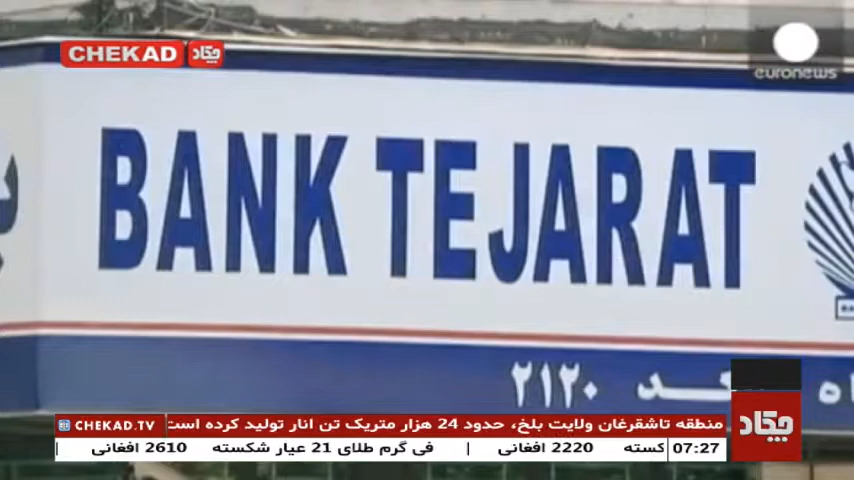 CHEKAD چکاد
euronews
BANK TEJARAT
۲۱۲۰
CHEKAD.TV منطقه تاشقرغان ولایت بلخ، حدود 24 هزار متریک تن انار تولید کرده است
چکاد
07:27 کسته 2220 افغانی | فی گرم طلای 21 عیار شکسته 2610 افغانی